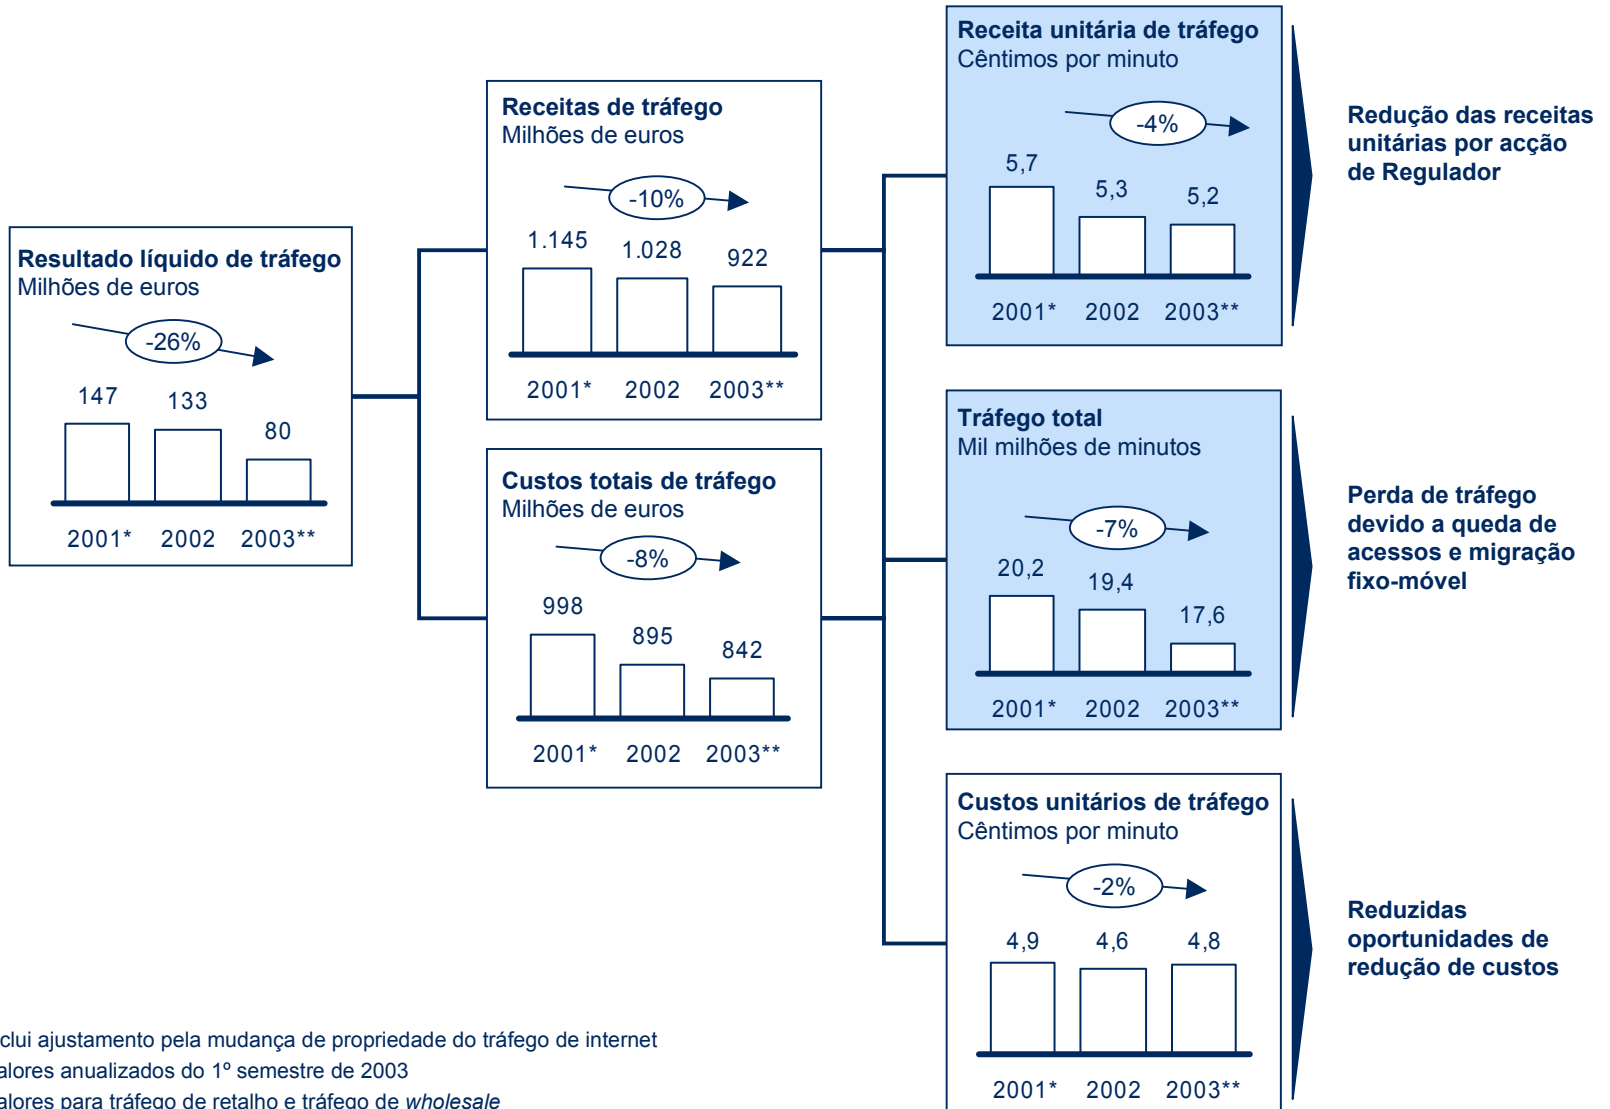 Resultado líquido de tráfego
Milhões de euros
-26%
147 133 80
2001* 2002 2003**
Receitas de tráfego
Milhões de euros
-10%
1.145 1.028 922
2001* 2002 2003**
Custos totais de tráfego
Milhões de euros
-8%
998 895 842
2001* 2002 2003**
Receita unitária de tráfego
Cêntimos por minuto
-4%
5,7 5,3 5,2
2001* 2002 2003**
Redução das receitas
unitárias por acção
de Regulador
Tráfego total
Mil milhões de minutos
-7%
20,2 19,4 17,6
2001* 2002 2003**
Perda de tráfego
devido a queda de
acessos e migração
fixo-móvel
Custos unitários de tráfego
Cêntimos por minuto
-2%
4,9 4,6 4,8
2001* 2002 2003**
Reduzidas
oportunidades de
redução de custos
ajustamento pela mudança de propriedade do tráfego de internet
anualizados do 1º semestre de 2003
para tráfego de retalho e tráfego de wholesale